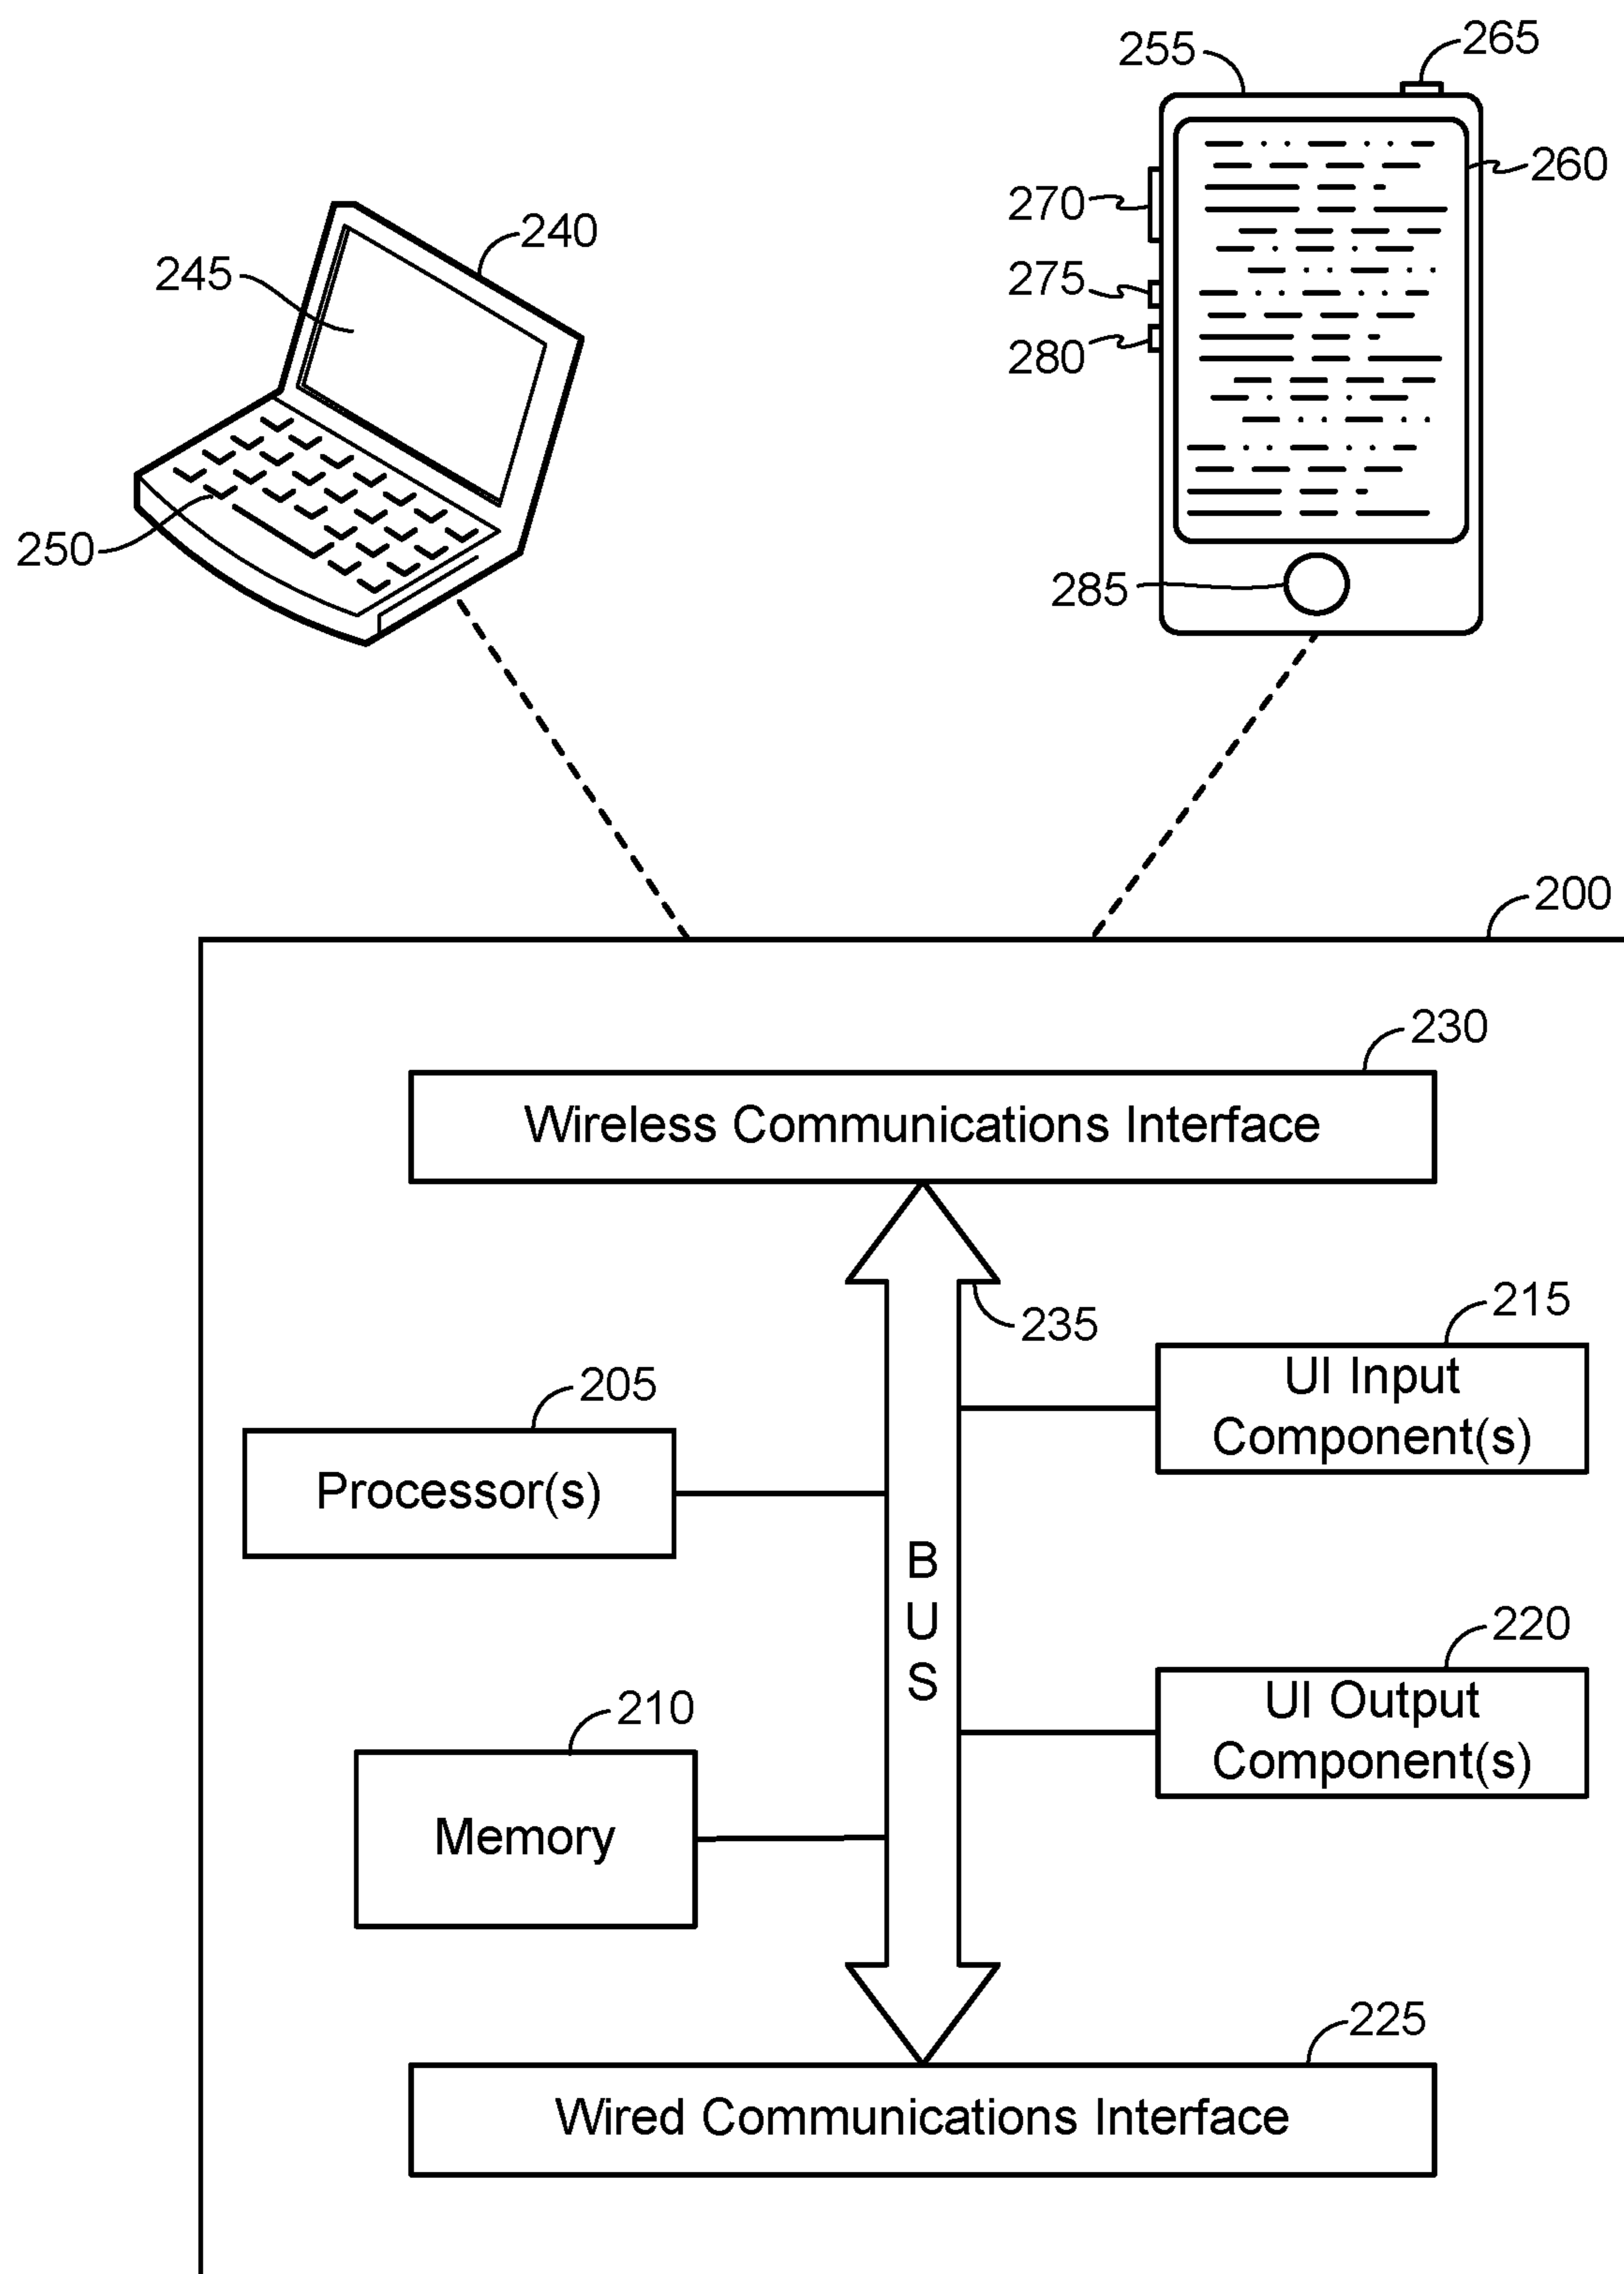 255
265
260
270
240
245
275
280
250
285
200
230
Wireless Communications Interface
235
215
UI Input
Component(s)
205
Processor(s)
B
U
S
220
UI Output
Component(s)
210
Memory
225
Wired Communications Interface